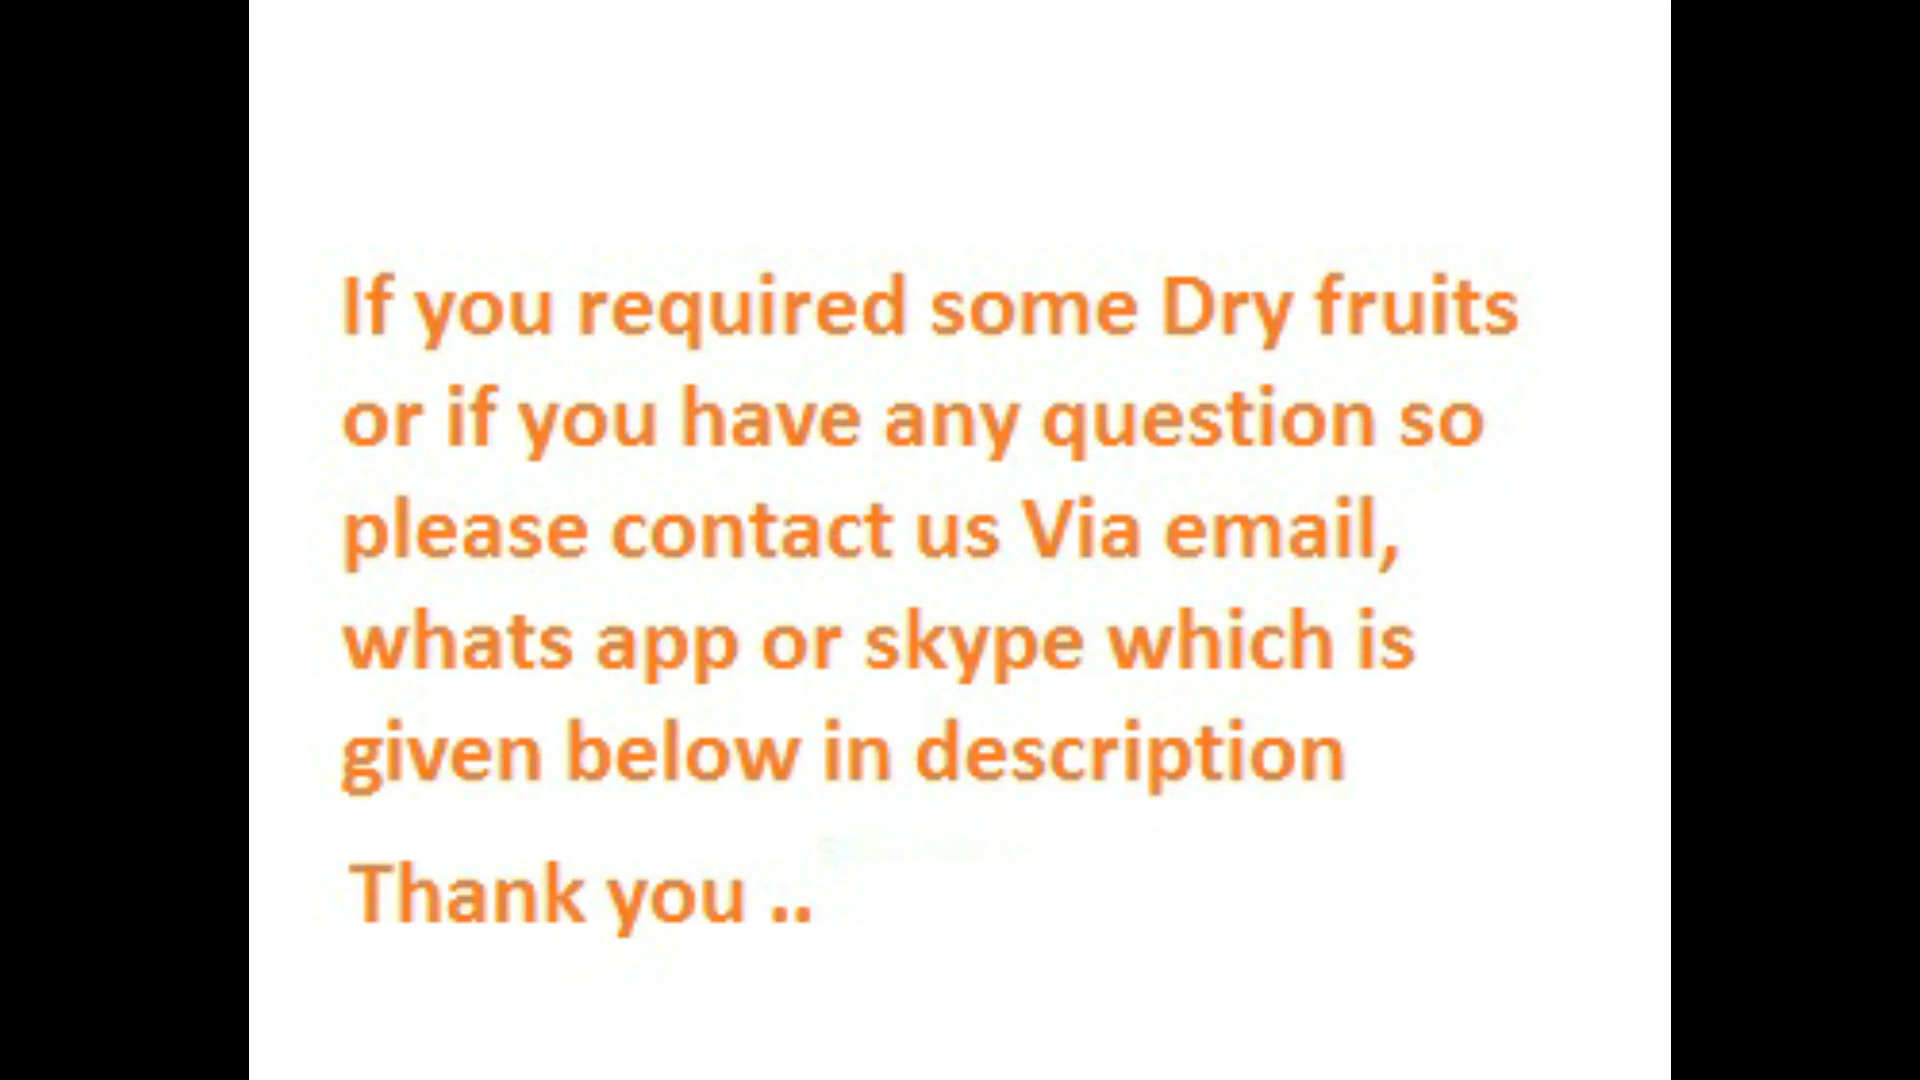 If you required some Dry fruits
or if you have any question so
please contact us Via email,
whats app or skype which is
given below in description
Thank you ..